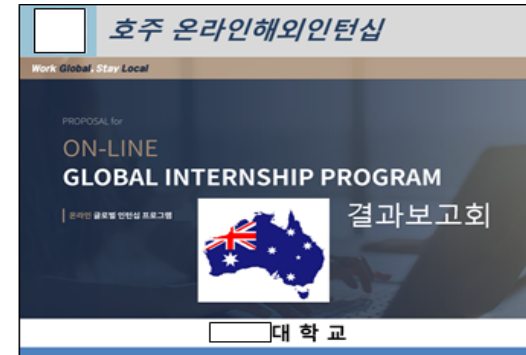 호주 온라인해외인턴십
Work Global, Stay Local
PROPOSAL for
ON-LINE
GLOBAL INTERNSHIP PROGRAM
온라인 글로벌 인턴십 프로그램
결과보고회
대 학 교